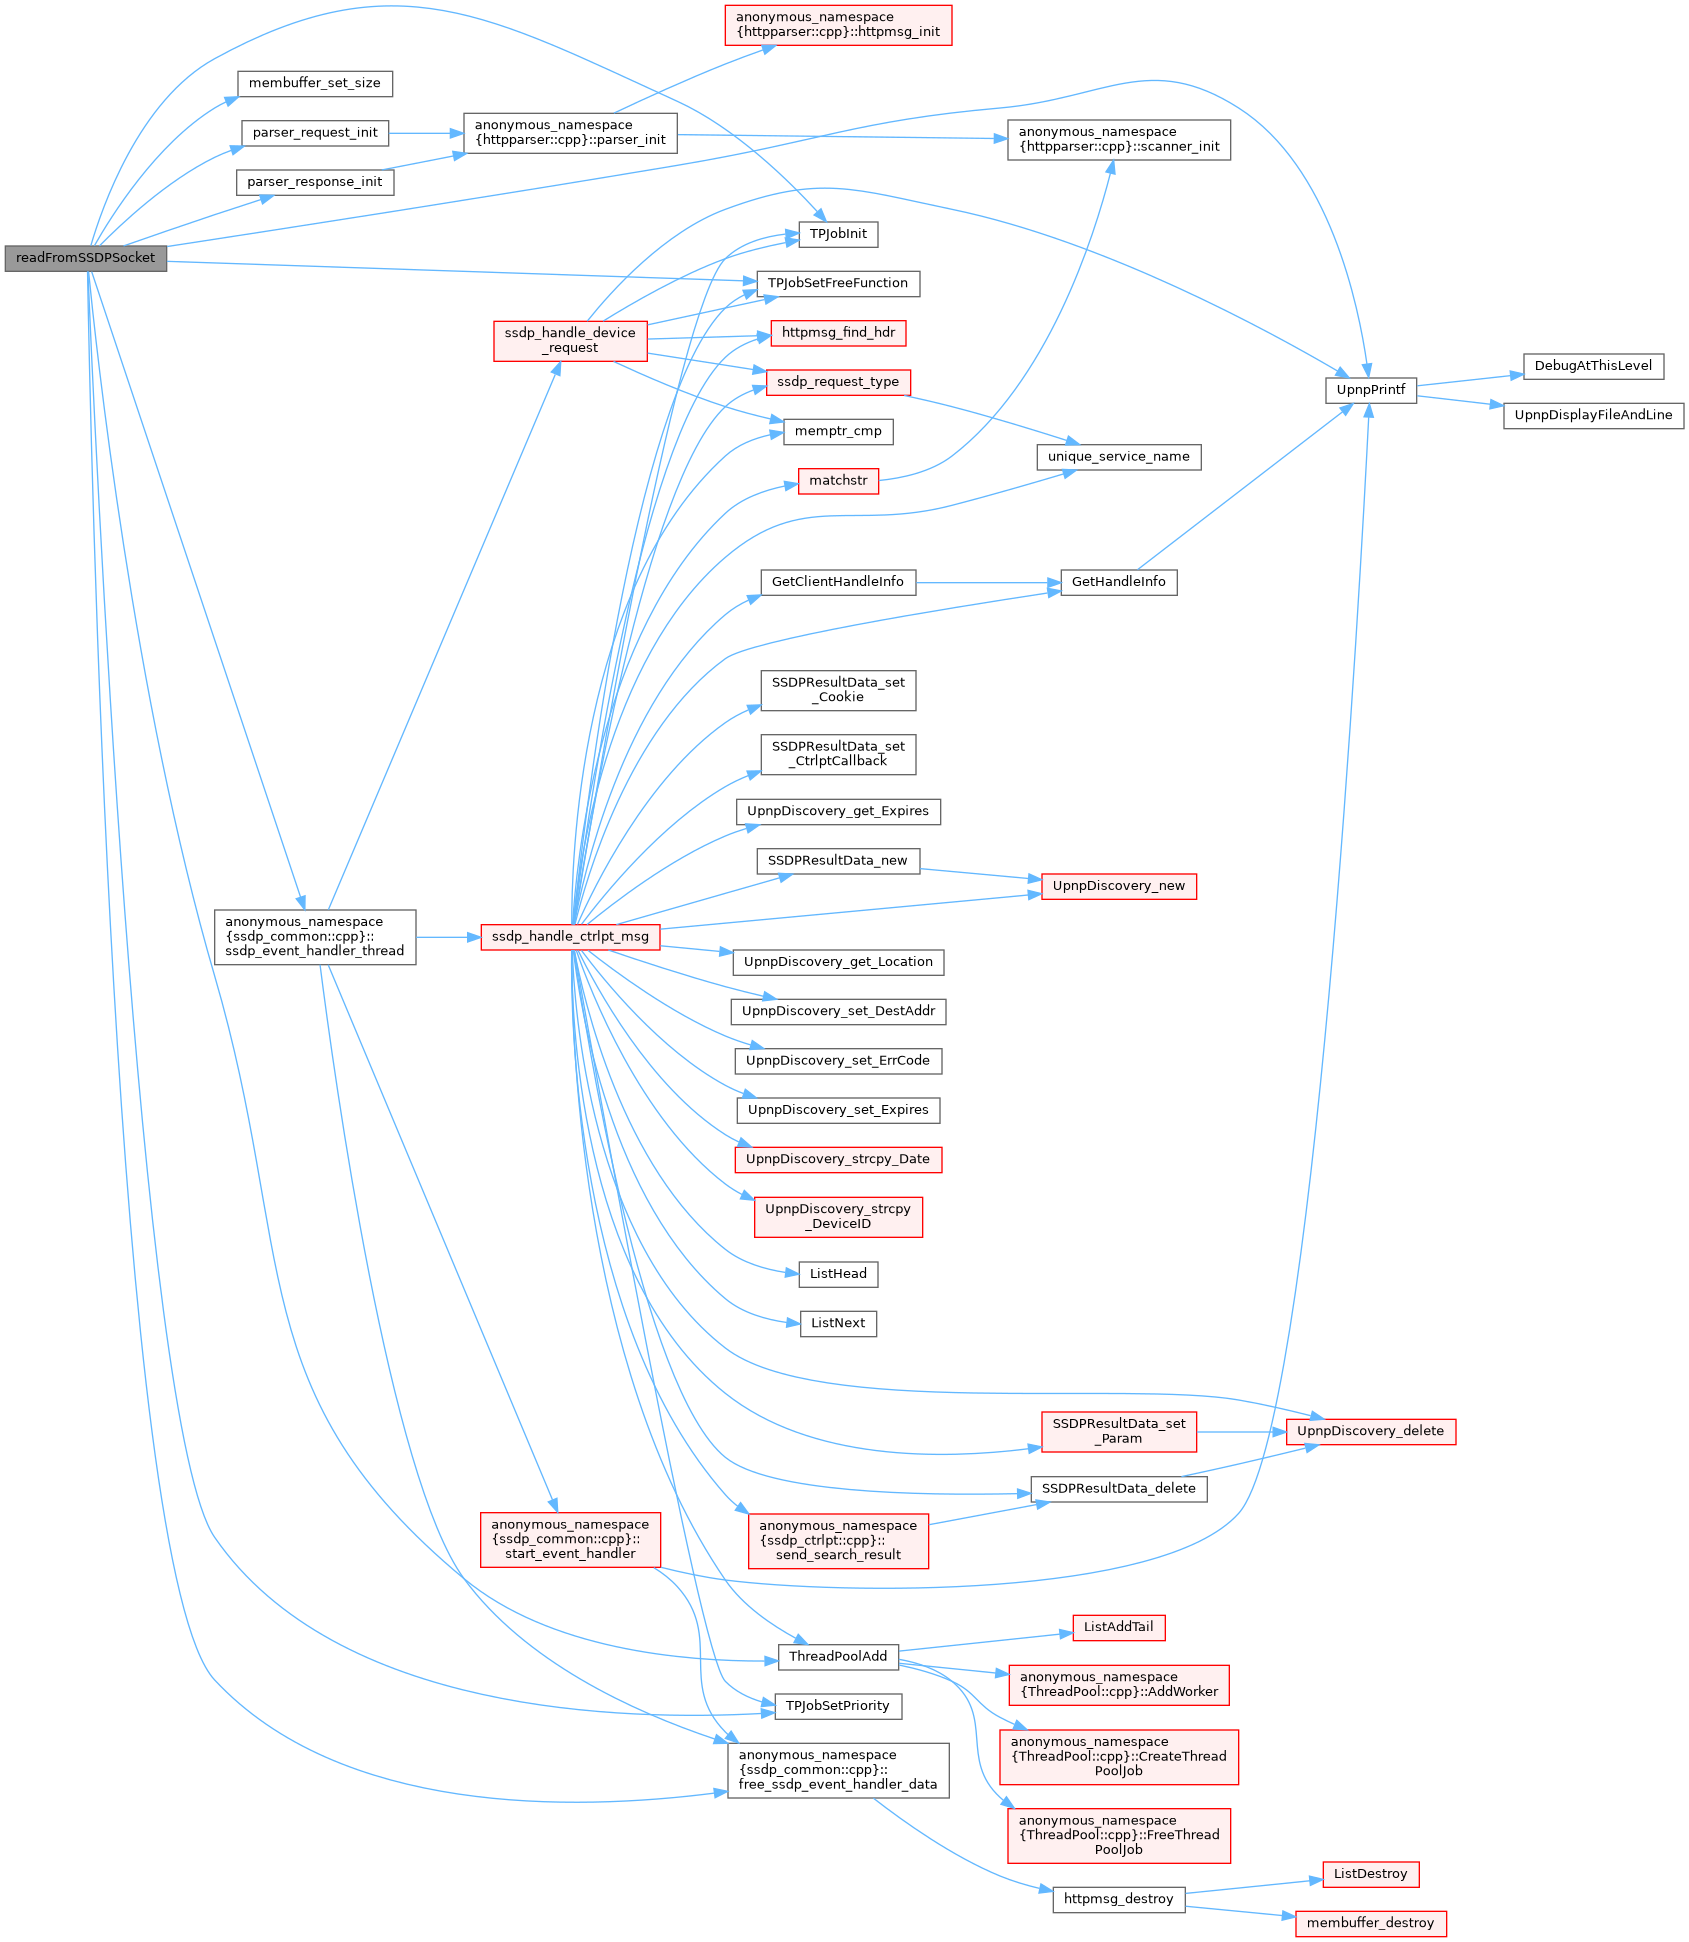 anonymous_namespace
{httpparser::cpp}::httpmsg_init
membuffer_set_size
parser_request_init
anonymous_namespace
{httpparser::cpp}::parser_init
anonymous_namespace
{httpparser::cpp}::scanner_init
parser_response_init
TPJobInit
readFromSSDPSocket
TPJobSetFreeFunction
ssdp_handle_device
_request
httpmsg_find_hdr
DebugAtThisLevel
ssdp_request_type
UpnpPrintf
UpnpDisplayFileAndLine
memptr_cmp
unique_service_name
matchstr
GetClientHandleInfo
GetHandleInfo
SSDPResultData_set
_Cookie
SSDPResultData_set
_CtrlptCallback
UpnpDiscovery_get_Expires
SSDPResultData_new
UpnpDiscovery_new
anonymous_namespace
{ssdp_common::cpp}::
ssdp_event_handler_thread
ssdp_handle_ctrlpt_msg
UpnpDiscovery_get_Location
UpnpDiscovery_set_DestAddr
UpnpDiscovery_set_ErrCode
UpnpDiscovery_set_Expires
UpnpDiscovery_strcpy_Date
UpnpDiscovery_strcpy
_DeviceID
ListHead
ListNext
SSDPResultData_set
_Param
UpnpDiscovery_delete
SSDPResultData_delete
anonymous_namespace
{ssdp_common::cpp}::
start_event_handler
anonymous_namespace
{ssdp_ctrlpt::cpp}::
send_search_result
ListAddTail
ThreadPoolAdd
anonymous_namespace
{ThreadPool::cpp}::AddWorker
TPJobSetPriority
anonymous_namespace
{ThreadPool::cpp}::CreateThread
PoolJob
anonymous_namespace
{ssdp_common::cpp}::
free_ssdp_event_handler_data
anonymous_namespace
{ThreadPool::cpp}::FreeThread
PoolJob
ListDestroy
httpmsg_destroy
membuffer_destroy